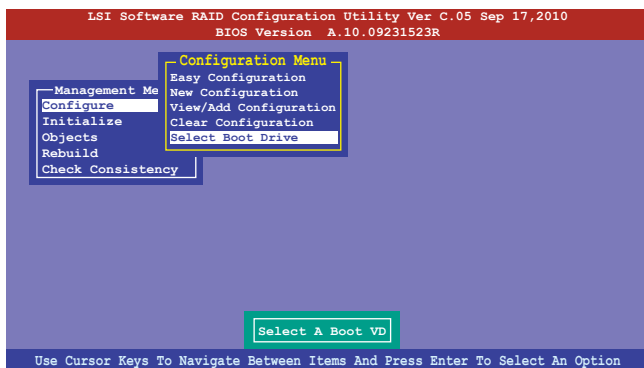 LSI Software RAID Configuration Utility Ver C.05 Sep 17,2010
BIOS Version A.10.09231523R
Configuration Menu
Easy Configuration
New Configuration
View/Add Configuration
Clear Configuration
Select Boot Drive
Management Me
Configure
Initialize
Objects
Rebuild
Check Consistency
Select A Boot VD
Use Cursor Keys To Navigate Between Items And Press Enter To Select An Option